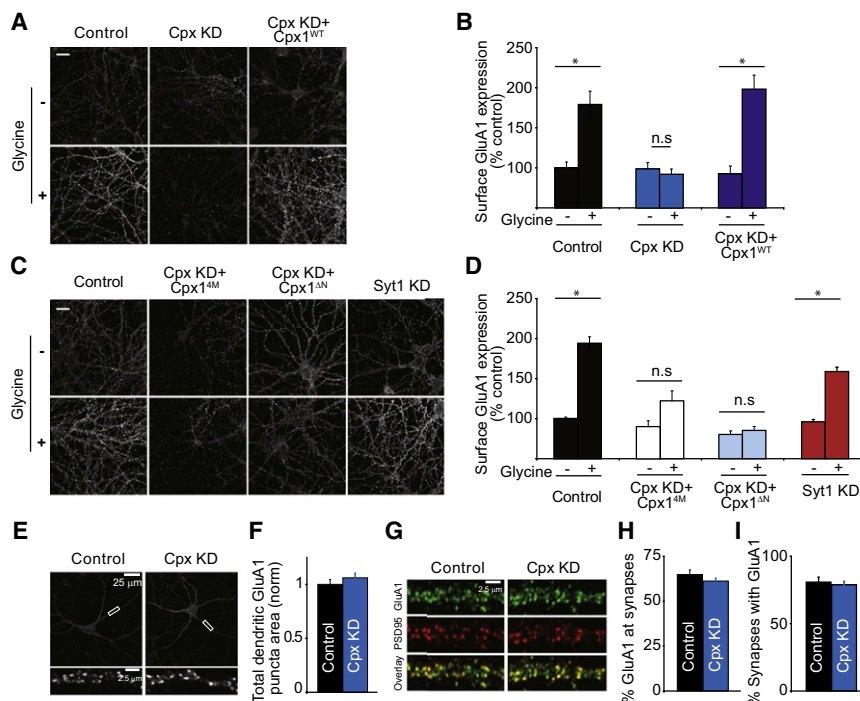 A
Control
Cpx KD
Cpx KD+
Cpx1WT
Glycine
-
+
B
Surface GluA1 expression
(% control)
250
200
150
100
*
n.s
*
Glycine
- + - + - +
Control
Cpx KD
Cpx KD+
Cpx1WT
C
Control
Cpx KD+
Cpx14M
Cpx KD+
Cpx1ΔN
Syt1 KD
Glycine
-
+
D
Surface GluA1 expression
(% control)
250
200
150
100
*
n.s
n.s
*
Glycine
- + - + - + - +
Control
Cpx KD+
Cpx14M
Cpx KD+
Cpx1ΔN
Syt1 KD
E
Control
Cpx KD
25 μm
2.5 μm
F
Total dendritic GluA1
puncta area (norm)
1
0.5
0
Control
Cpx KD
G
Control
Cpx KD
2.5 μm
GluA1
PSD95
Overlay
H
% GluA1 at synapses
75
50
25
0
Control
Cpx KD
I
% Synapses with GluA1
100
50
0
Control
Cpx KD